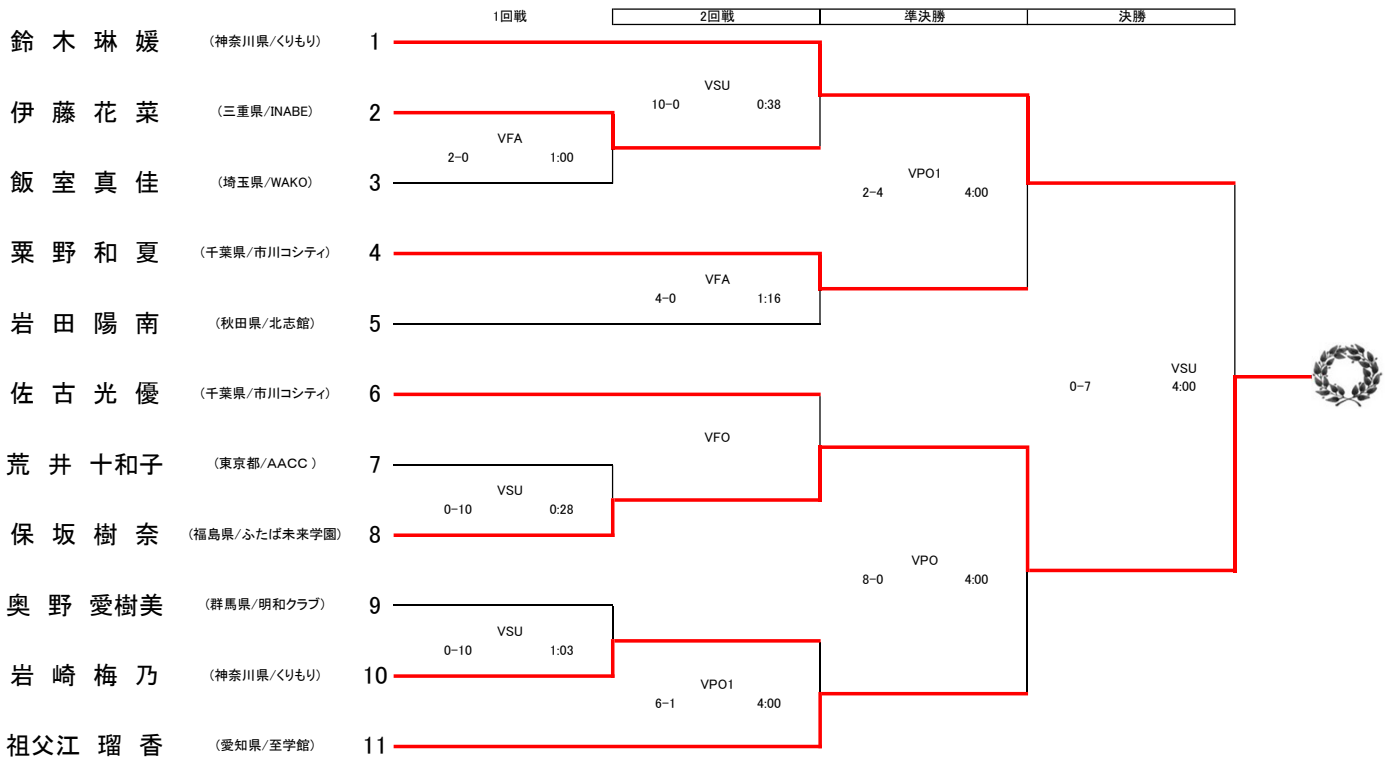 1回戦 2回戦 準決勝 決勝
鈴 木 琳 媛 (神奈川県/くりもり) 1
VSU
10-0 0:38
伊 藤 花 菜 (三重県/INABE) 2
VFA
2-0 1:00
飯 室 真 佳 (埼玉県/WAKO) 3
VPO1
2-4 4:00
粟 野 和 夏 (千葉県/市川コシティ) 4
VFA
4-0 1:16
岩 田 陽 南 (秋田県/北志館) 5
VSU
0-7 4:00
佐 古 光 優 (千葉県/市川コシティ) 6
VFO
荒 井 十和子 (東京都/AACC ) 7
VSU
0-10 0:28
保 坂 樹 奈 (福島県/ふたば未来学園) 8
VPO
8-0 4:00
奥 野 愛樹美 (群馬県/明和クラブ) 9
VSU
0-10 1:03
岩 崎 梅 乃 (神奈川県/くりもり) 10
VPO1
6-1 4:00
祖父江 瑠 香 (愛知県/至学館) 11